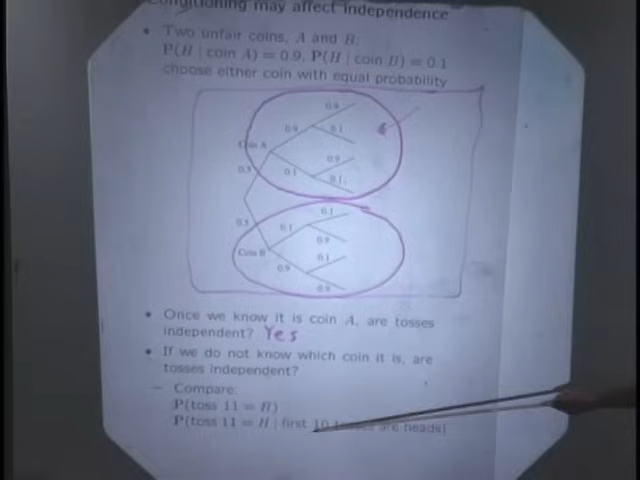 Conditioning may affect independence
• Two unfair coins, A and B:
P(H | coin A) = 0.9, P(H | coin B) = 0.1
choose either coin with equal probability
0.9
0.9
0.1
Coin A
0.9
0.5
0.1
0.1
0.1
0.5
0.1
0.9
Coin B
0.1
0.9
0.9
• Once we know it is coin A, are tosses
independent? Yes
• If we do not know which coin it is, are
tosses independent?
– Compare:
P(toss 11 = H)
P(toss 11 = H | first 10 tosses are heads)